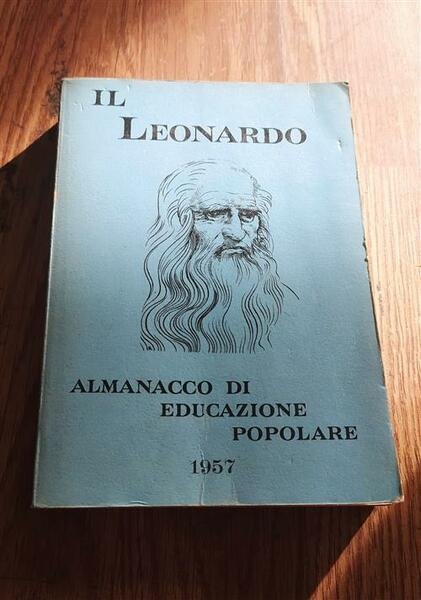 IL
LEONARDO
ALMANACCO DI
EDUCAZIONE
POPOLARE
1957